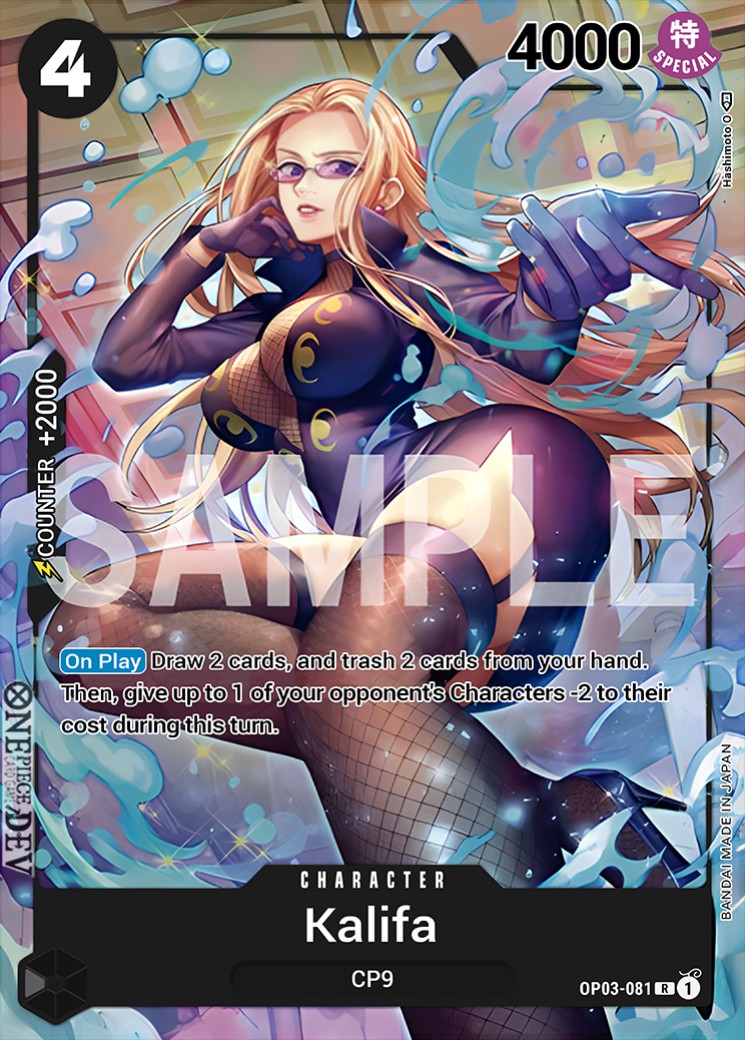 4
4000
特
SPECIAL
Hashimoto Q
COUNTER +2000
SAMPLE
On Play Draw 2 cards, and trash 2 cards from your hand.
Then, give up to 1 of your opponent's Characters -2 to their
cost during this turn.
ONE PIECE
CARD GAME
.DEV
BANDAI MADE IN JAPAN
CHARACTER
Kalifa
CP9
OP03-081 R 1